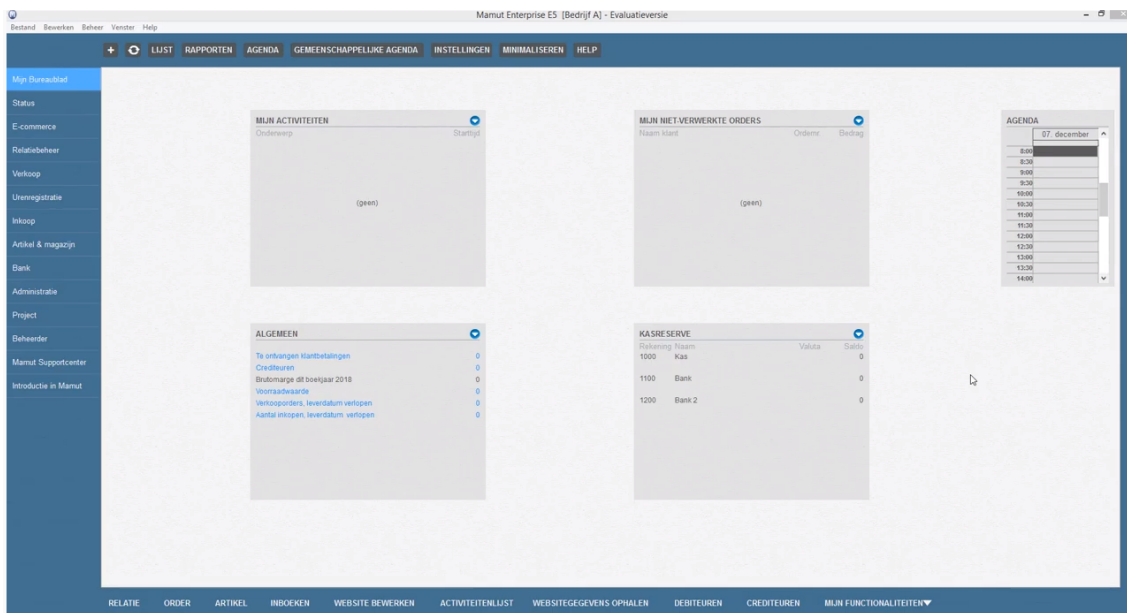 Mamut Enterprise E5 [Bedrijf A] - Evaluatieversie
Bestand Bewerken Beheer Venster Help
LIJST RAPPORTEN AGENDA GEMEENSCHAPPELIJKE AGENDA INSTELLINGEN MINIMALISEREN HELP
Mijn Bureaublad
Status
E-commerce
Relatiebeheer
Verkoop
Urenregistratie
Inkoop
Artikel & magazijn
Bank
Administratie
Project
Beheerder
Mamut Supportcenter
Introductie in Mamut
MIJN ACTIVITEITEN
Onderwerp Starttijd
(geen)
MIJN NIET-VERWERKTE ORDERS
Naam klant Ordernr. Bedrag
(geen)
AGENDA
07. december
8:00
8:30
9:00
9:30
10:00
10:30
11:00
11:30
12:00
12:30
13:00
13:30
14:00
ALGEMEEN
Te ontvangen klantbetalingen 0
Crediteuren 0
Brutomarge dit boekjaar 2018 0
Voorraadwaarde 0
Verkooporders, leverdatum verlopen 0
Aantal inkopen, leverdatum verlopen 0
KASRESERVE
Rekening Naam Valuta Saldo
1000 Kas 0
1100 Bank 0
1200 Bank 2 0
RELATIE ORDER ARTIKEL INBOEKEN WEBSITE BEWERKEN ACTIVITEITENLIJST WEBSITEGEGEVENS OPHALEN DEBITEUREN CREDITEUREN MIJN FUNCTIONALITEITEN